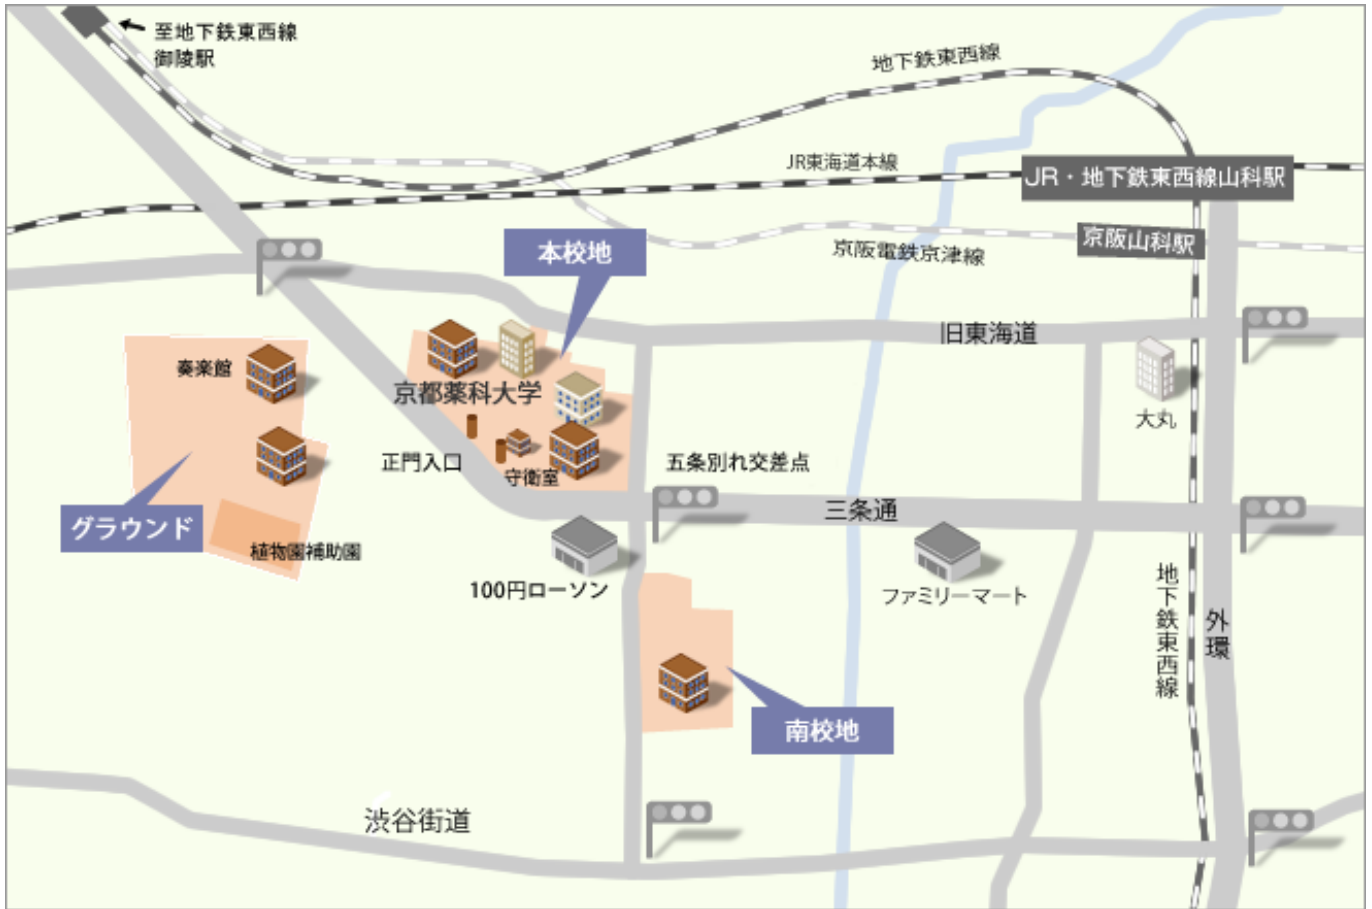 至地下鉄東西線
御陵駅
地下鉄東西線
JR東海道本線
JR・地下鉄東西線山科駅
京阪山科駅
京阪電鉄京津線
本校地
旧東海道
奏楽館
京都薬科大学
大丸
正門入口
守衛室
五条別れ交差点
三条通
グラウンド
植物園補助園
100円ローソン
ファミリーマート
地下鉄東西線
外環
南校地
渋谷街道